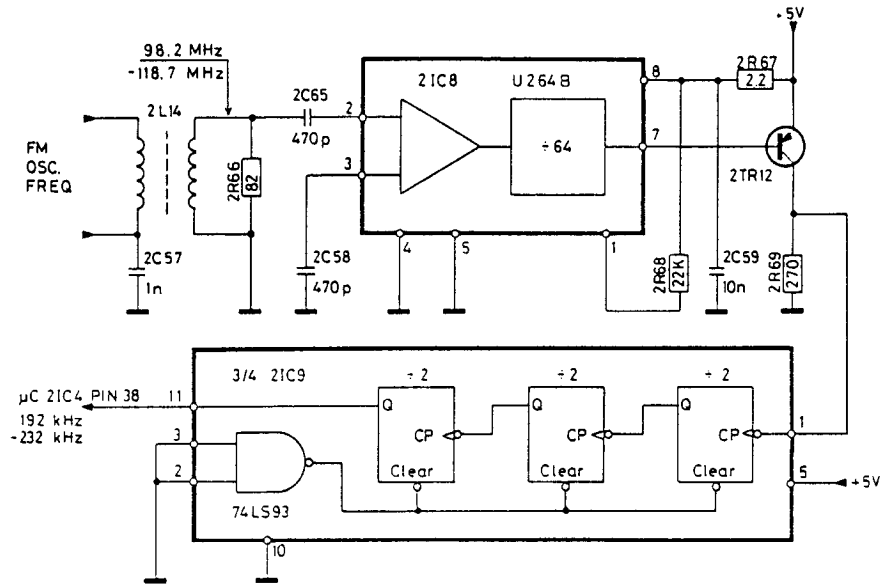 +5V
98.2 MHz
-118.7 MHz
2L14
2C65
470p
2
3
2IC8
U264B
÷64
8
7
2R67
2.2
2TR12
FM
OSC.
FREQ
2R66
82
2C57
1n
2C58
470p
4
5
1
2R68
22K
2C59
10n
2R69
270
3/4 2IC9
÷2
÷2
÷2
µC 2IC4 PIN 38
192 kHz
-232 kHz
11
Q
CP
Clear
Q
CP
Clear
Q
CP
Clear
1
5
+5V
3
2
74LS93
10